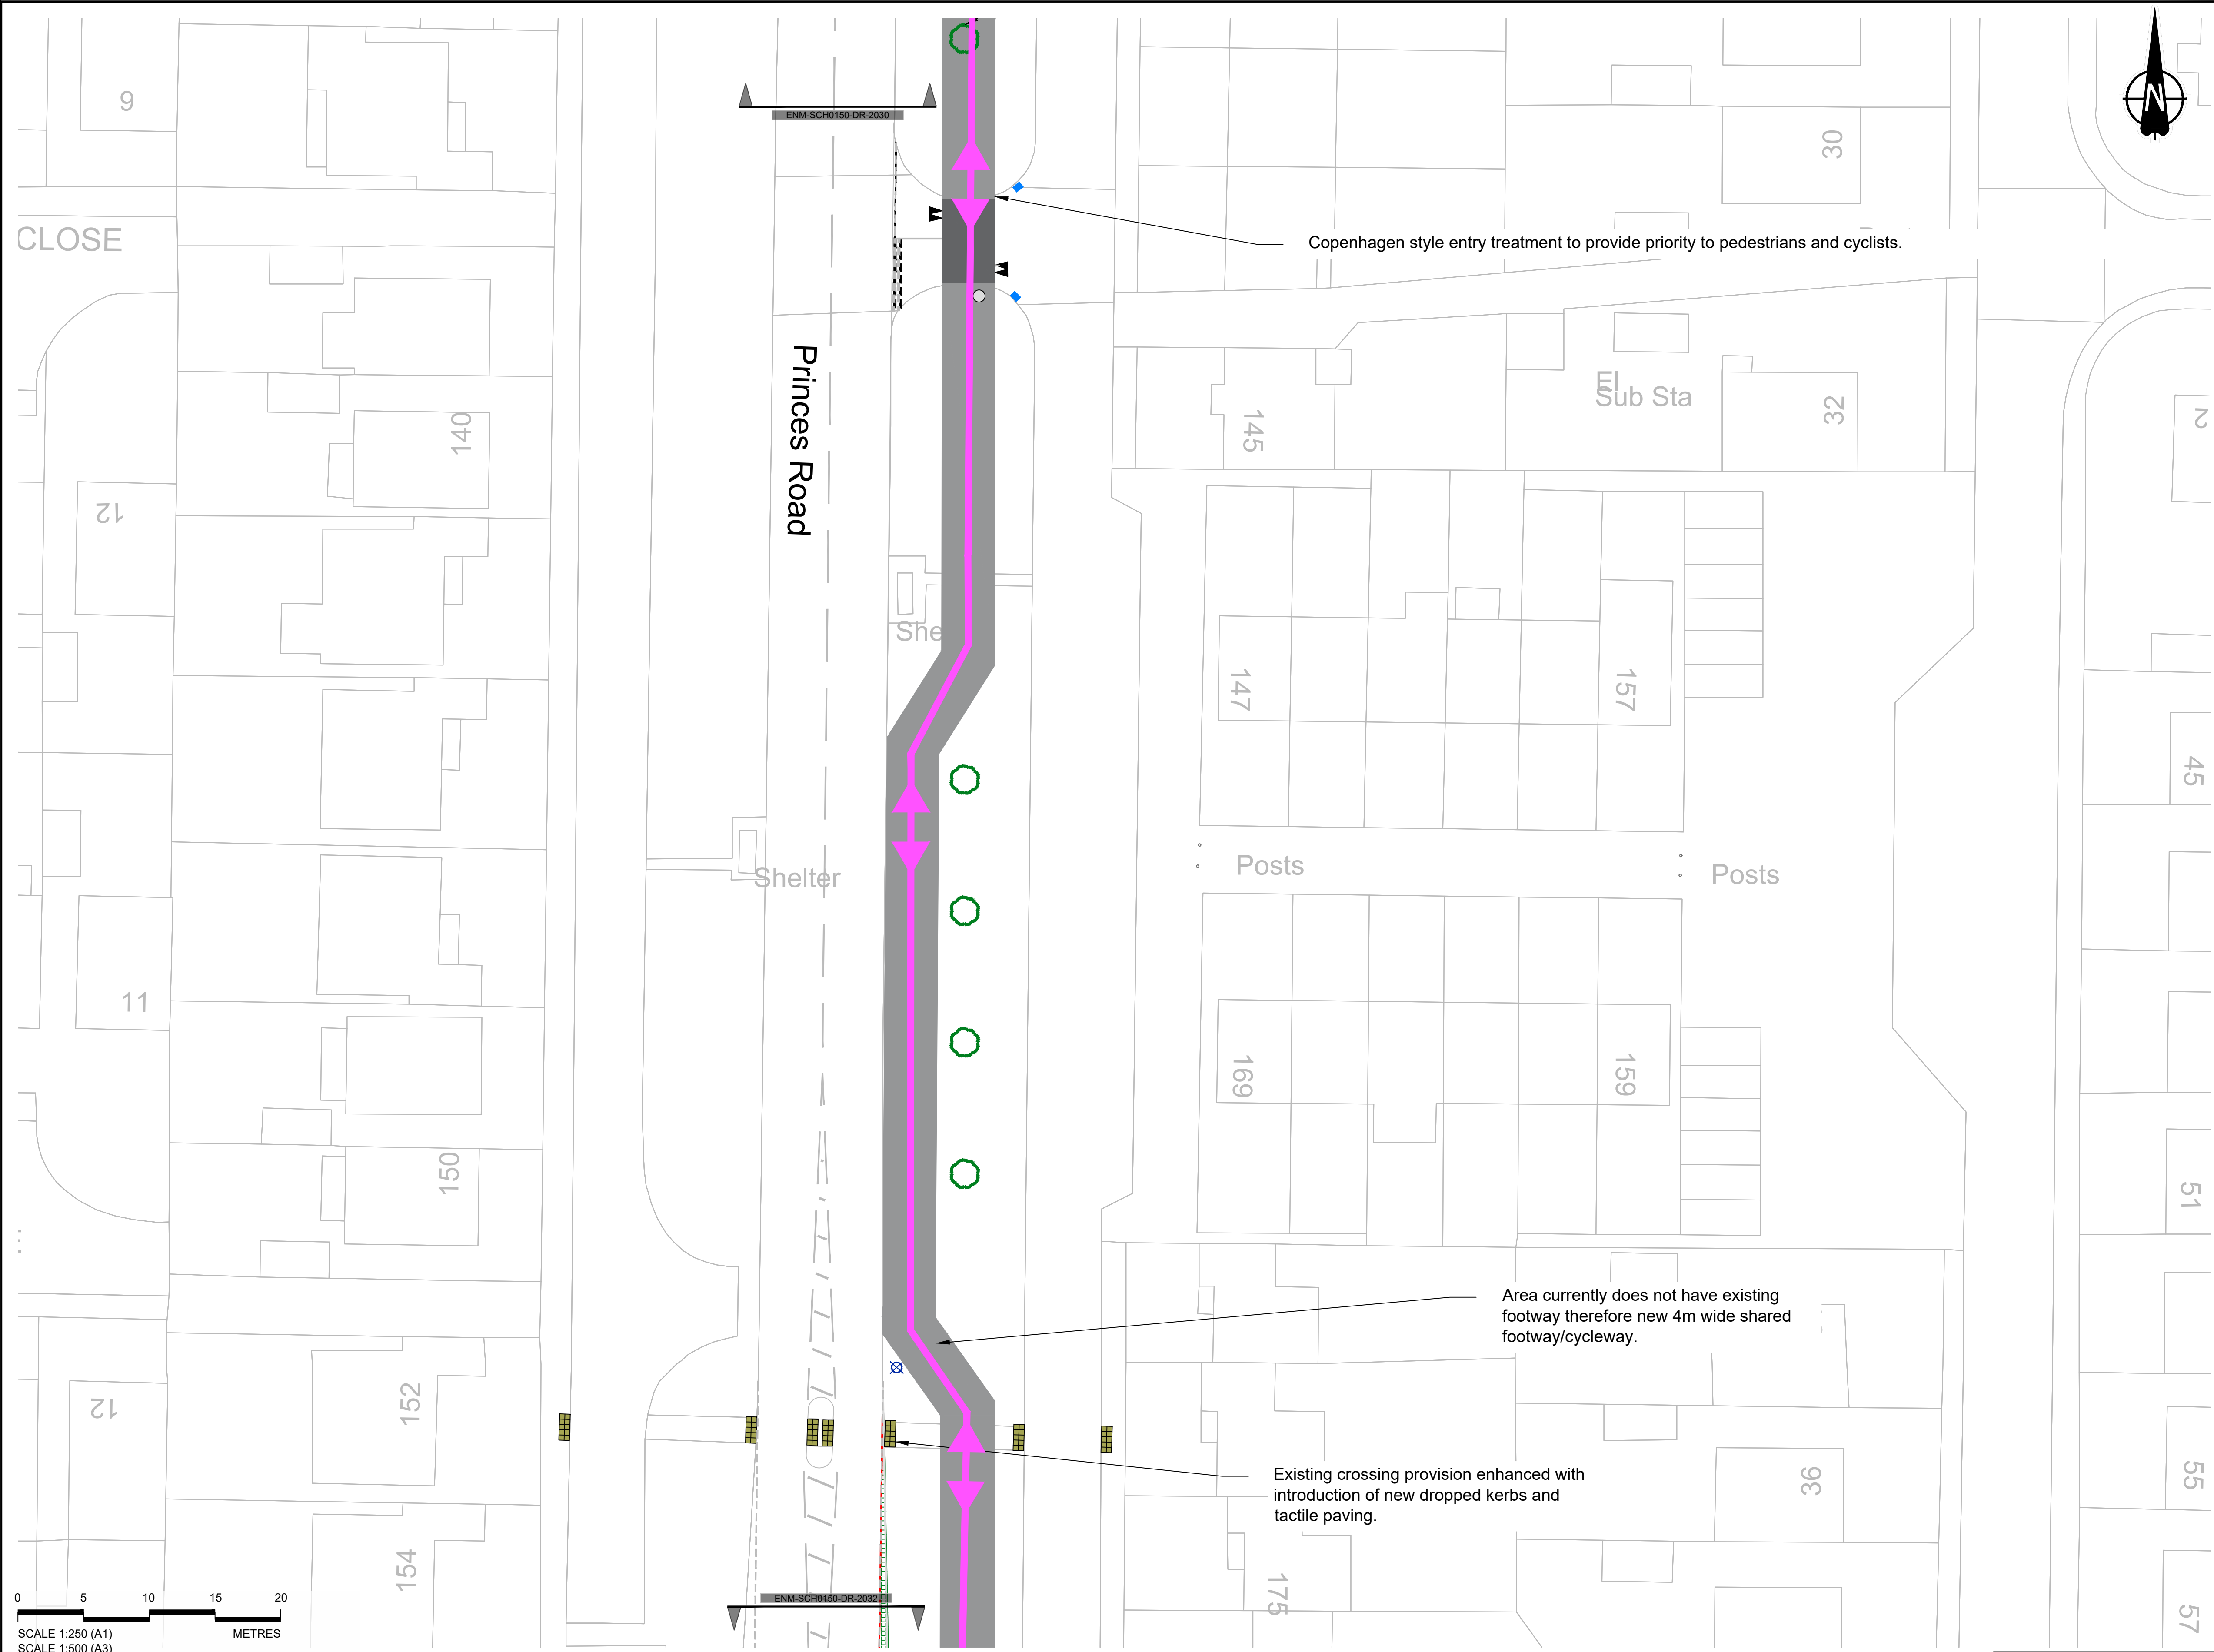 9
ENM-SCH0150-DR-2030
N
30
CLOSE
Copenhagen style entry treatment to provide priority to pedestrians and cyclists.
Princes Road
140
145
El
Sub Sta
32
2
12
She
147
157
45
Shelter
Posts
Posts
11
169
159
150
51
Area currently does not have existing
footway therefore new 4m wide shared
footway/cycleway.
12
152
36
55
Existing crossing provision enhanced with
introduction of new dropped kerbs and
tactile paving.
154
175
57
ENM-SCH0150-DR-2032
0 5 10 15 20
SCALE 1:250 (A1) METRES
SCALE 1:500 (A3)